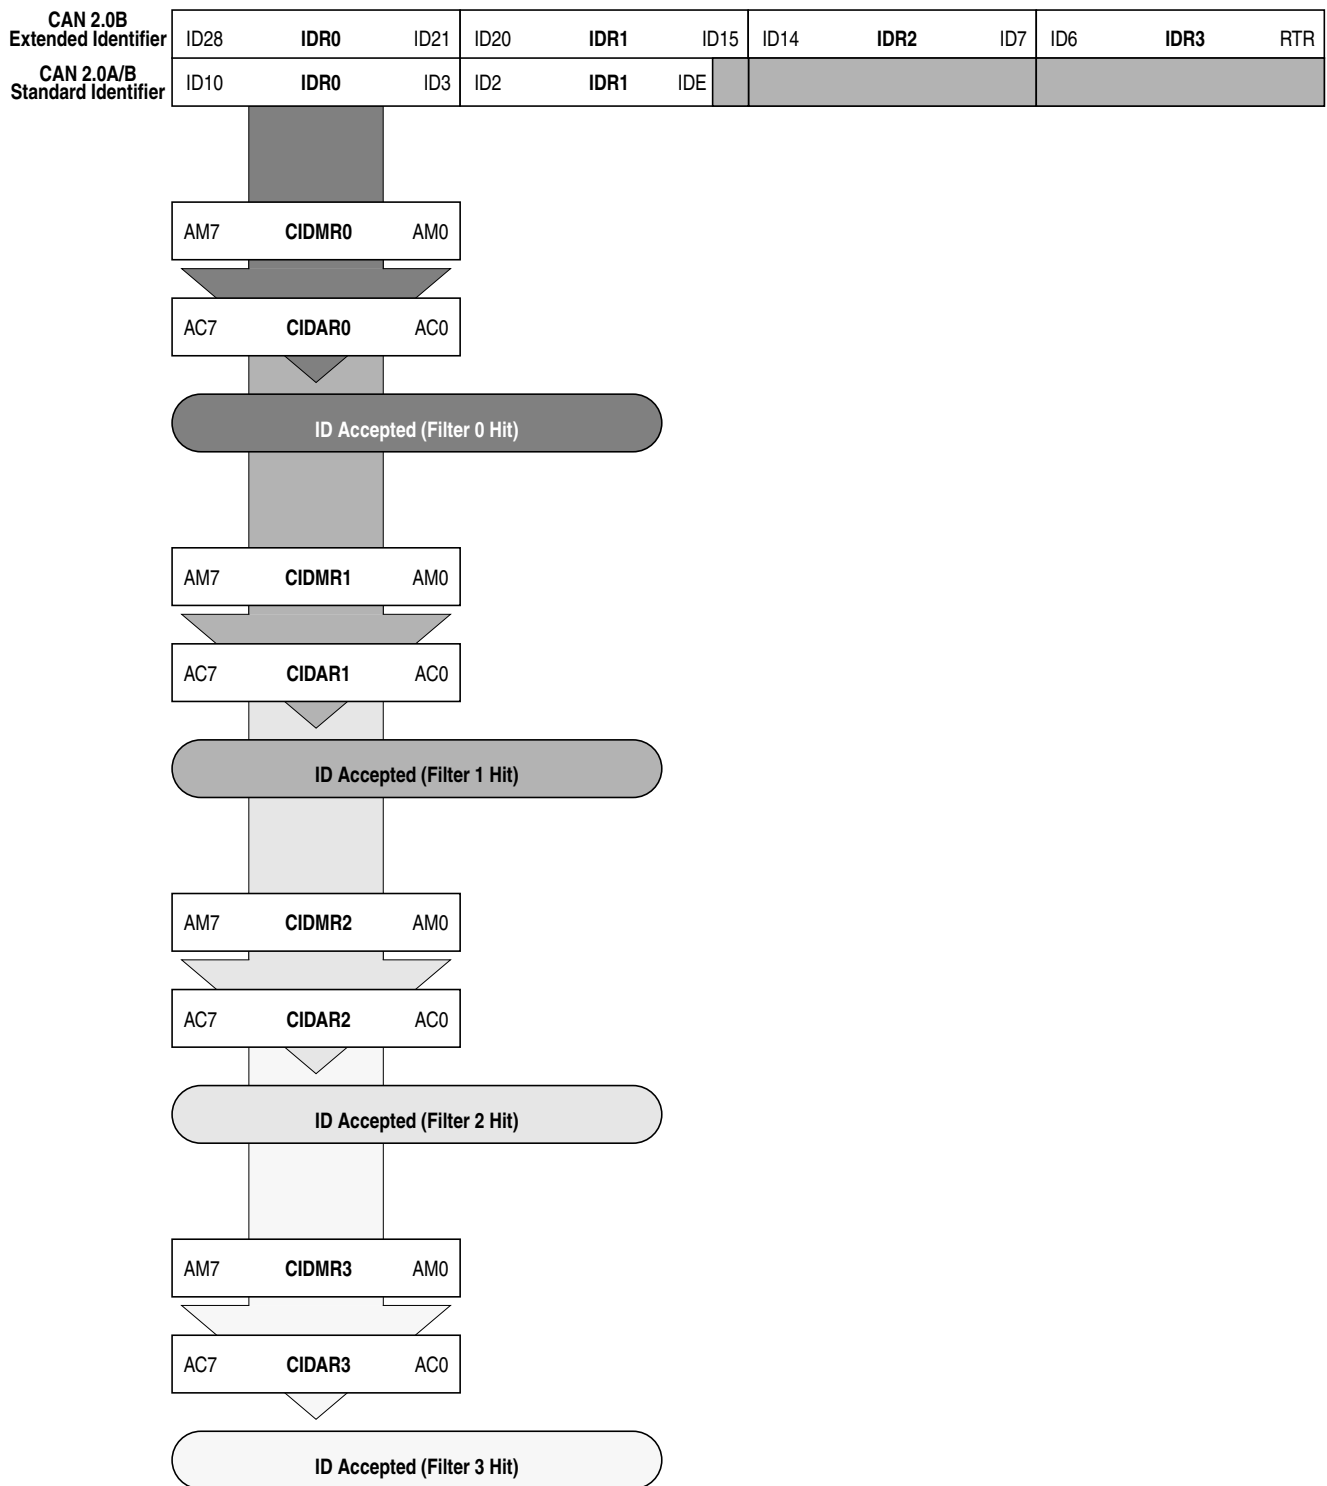 CAN 2.0B
Extended Identifier ID28 IDR0 ID21 ID20 IDR1 ID15 ID14 IDR2 ID7 ID6 IDR3 RTR
CAN 2.0A/B
Standard Identifier ID10 IDR0 ID3 ID2 IDR1 IDE
AM7 CIDMR0 AM0
AC7 CIDAR0 AC0
ID Accepted (Filter 0 Hit)
AM7 CIDMR1 AM0
AC7 CIDAR1 AC0
ID Accepted (Filter 1 Hit)
AM7 CIDMR2 AM0
AC7 CIDAR2 AC0
ID Accepted (Filter 2 Hit)
AM7 CIDMR3 AM0
AC7 CIDAR3 AC0
ID Accepted (Filter 3 Hit)